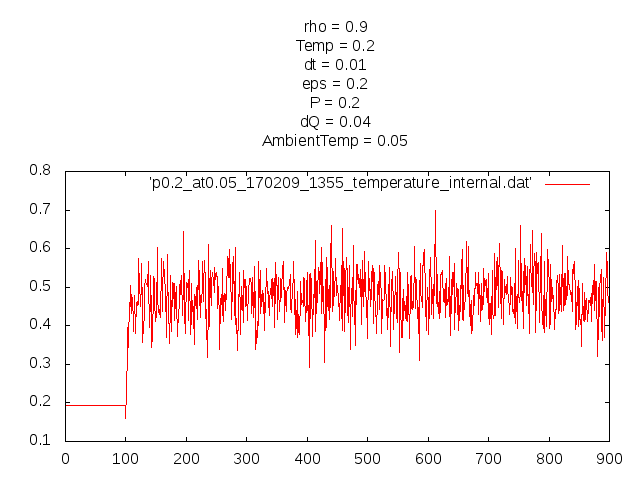 rho = 0.9
Temp = 0.2
dt = 0.01
eps = 0.2
P = 0.2
dQ = 0.04
AmbientTemp = 0.05
'p0.2_at0.05_170209_1355_temperature_internal.dat'
0.8
0.7
0.6
0.5
0.4
0.3
0.2
0.1
0 100 200 300 400 500 600 700 800 900